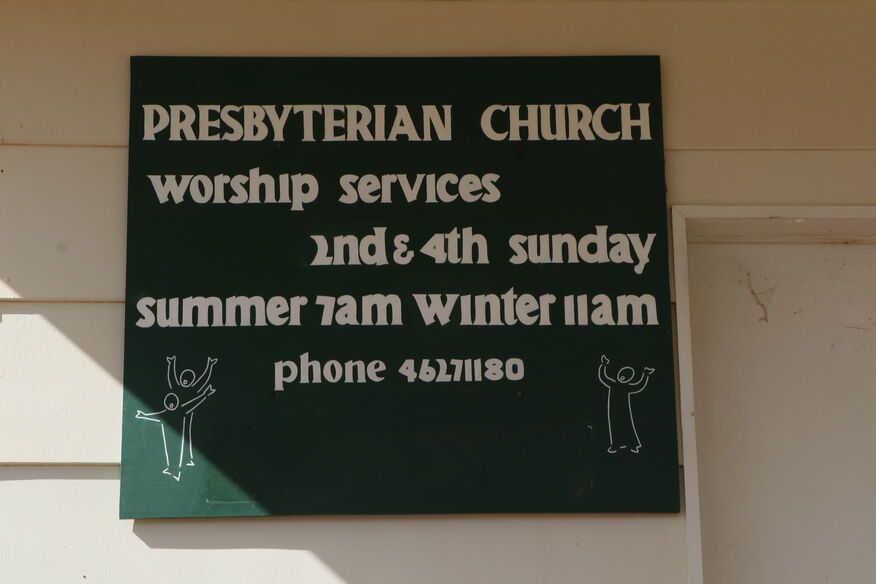 PRESBYTERIAN CHURCH
worship services
2nd & 4th sunday
summer 7am winter 11am
phone 46271180